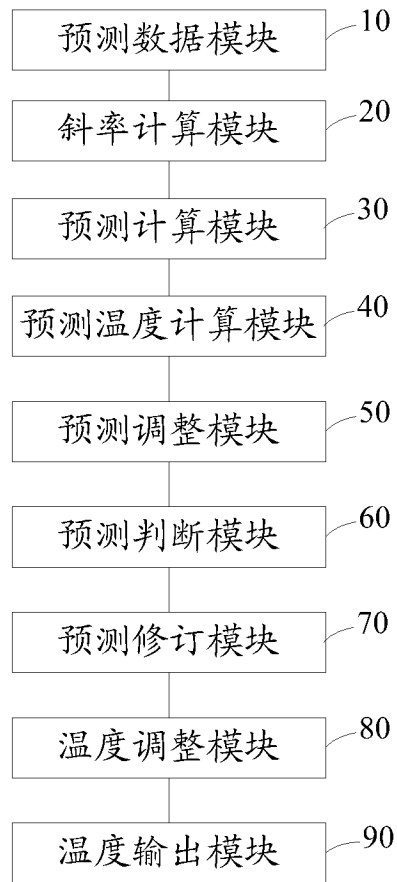 预测数据模块 10
斜率计算模块 20
预测计算模块 30
预测温度计算模块 40
预测调整模块 50
预测判断模块 60
预测修订模块 70
温度调整模块 80
温度输出模块 90